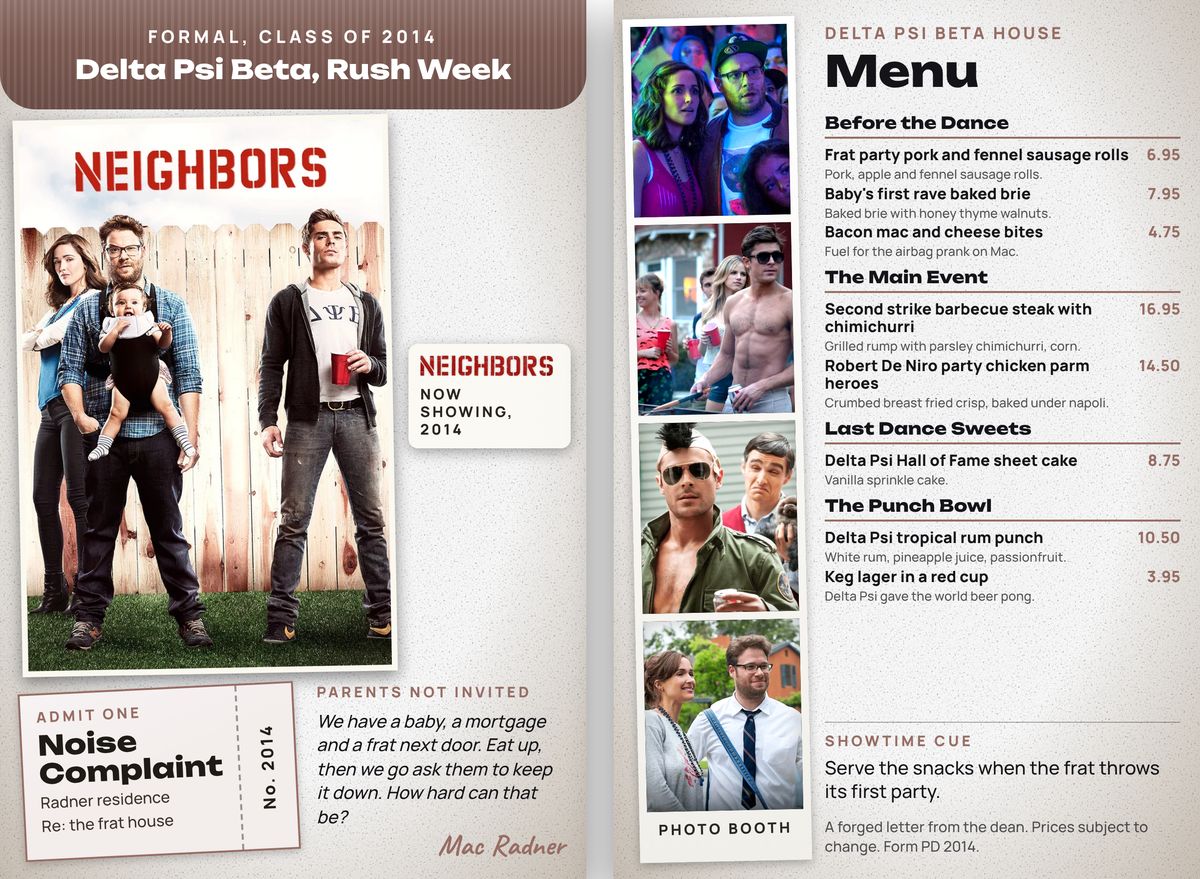 FORMAL, CLASS OF 2014
Delta Psi Beta, Rush Week
NEIGHBORS
ΔΨΒ
NEIGHBORS
NOW
SHOWING,
2014
ADMIT ONE
Noise
Complaint
Radner residence
Re: the frat house
No. 2014
PARENTS NOT INVITED
We have a baby, a mortgage
and a frat next door. Eat up,
then we go ask them to keep
it down. How hard can that
be?
Mac Radner
PHOTO BOOTH
DELTA PSI BETA HOUSE
Menu
Before the Dance
Frat party pork and fennel sausage rolls 6.95
Pork, apple and fennel sausage rolls.
Baby's first rave baked brie 7.95
Baked brie with honey thyme walnuts.
Bacon mac and cheese bites 4.75
Fuel for the airbag prank on Mac.
The Main Event
Second strike barbecue steak with 16.95
chimichurri
Grilled rump with parsley chimichurri, corn.
Robert De Niro party chicken parm 14.50
heroes
Crumbed breast fried crisp, baked under napoli.
Last Dance Sweets
Delta Psi Hall of Fame sheet cake 8.75
Vanilla sprinkle cake.
The Punch Bowl
Delta Psi tropical rum punch 10.50
White rum, pineapple juice, passionfruit.
Keg lager in a red cup 3.95
Delta Psi gave the world beer pong.
SHOWTIME CUE
Serve the snacks when the frat throws
its first party.
A forged letter from the dean. Prices subject to
change. Form PD 2014.